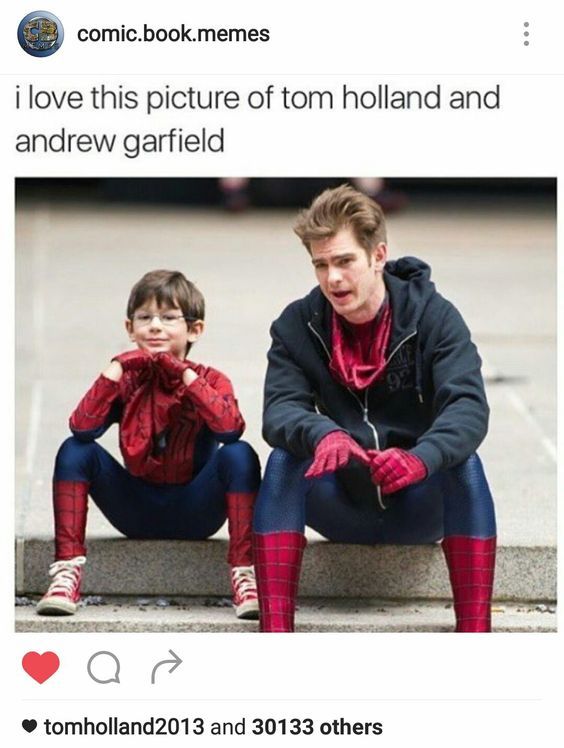 comic.book.memes
i love this picture of tom holland and
andrew garfield
tomholland2013 and 30133 others